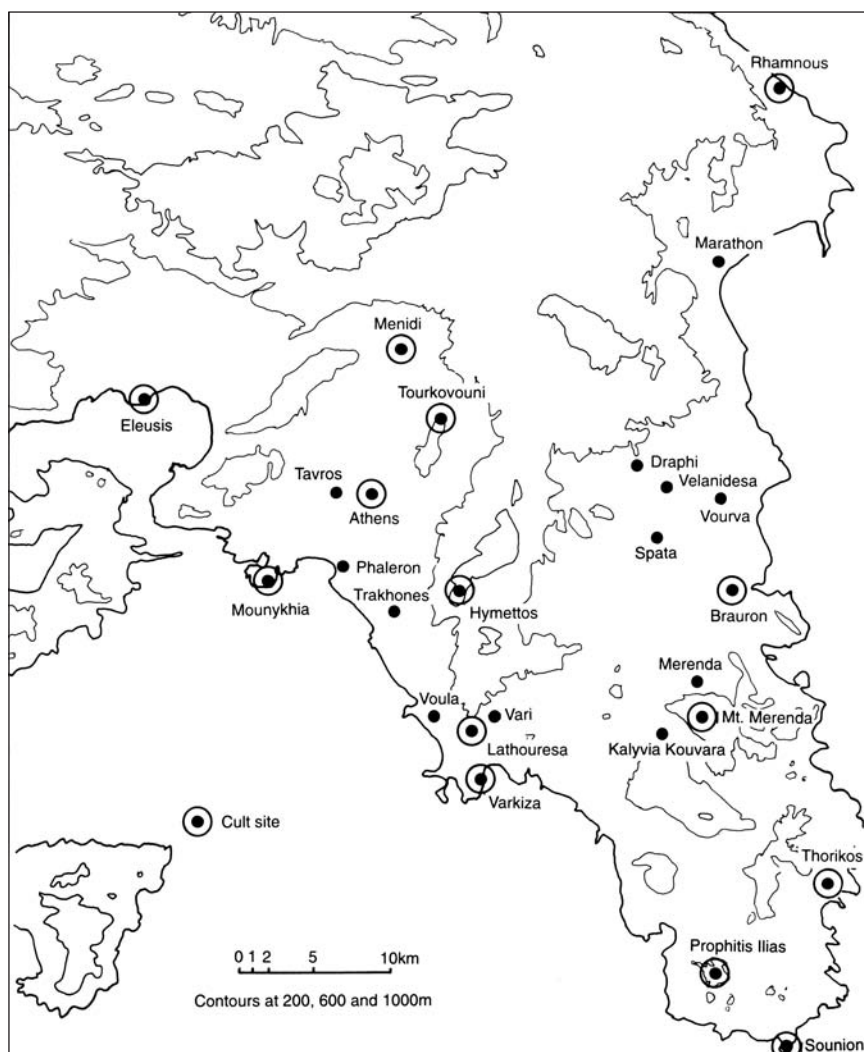 Rhamnous
Marathon
Menidi
Tourkovouni
Eleusis
Draphi
Tavros
Velanidesa
Athens
Vourva
Spata
Phaleron
Mounykhia
Trakhones
Hymettos
Brauron
Merenda
Voula
Vari
Mt. Merenda
Lathouresa
Kalyvia Kouvara
Varkiza
Cult site
Thorikos
Prophitis Ilias
0 1 2 5 10km
Contours at 200, 600 and 1000m
Sounion